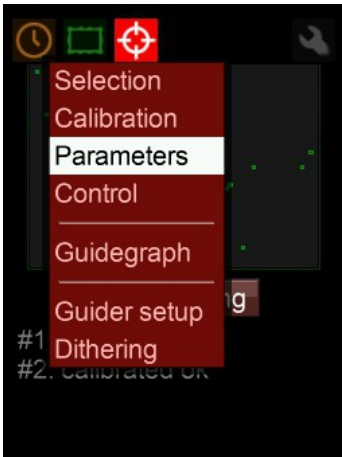 Selection
Calibration
Parameters
Control
Guidegraph
Guider setup
Dithering
#1
#2: calibrated ok